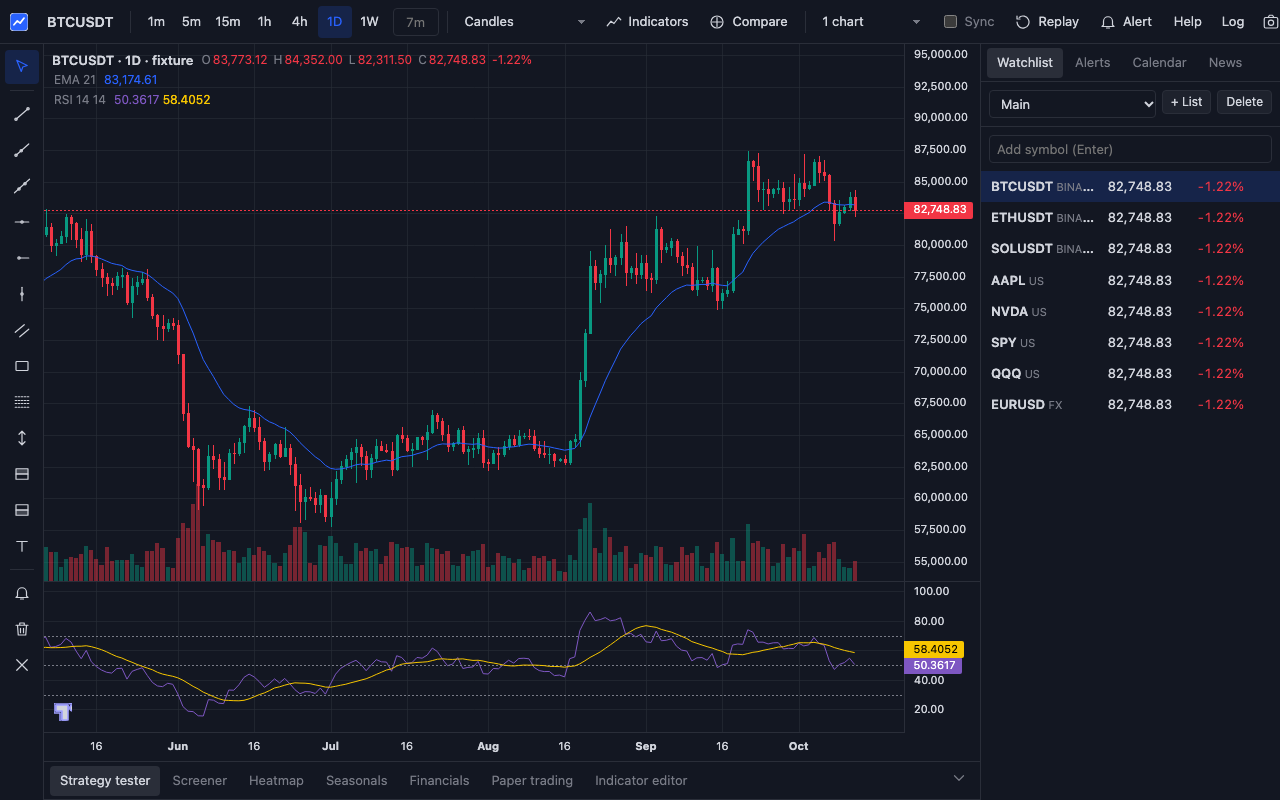 BTCUSDT 1m 5m 15m 1h 4h 1D 1W 7m Candles Indicators Compare 1 chart Sync Replay Alert Help Log
BTCUSDT · 1D · fixture O 83,773.12 H 84,352.00 L 82,311.50 C 82,748.83 -1.22%
EMA 21 83,174.61
RSI 14 14 50.3617 58.4052
95,000.00
92,500.00
90,000.00
87,500.00
85,000.00
82,748.83
80,000.00
77,500.00
75,000.00
72,500.00
70,000.00
67,500.00
65,000.00
62,500.00
60,000.00
57,500.00
55,000.00
100.00
80.00
58.4052
50.3617
40.00
20.00
16 Jun 16 Jul 16 Aug 16 Sep 16 Oct
Strategy tester Screener Heatmap Seasonals Financials Paper trading Indicator editor
Watchlist Alerts Calendar News
Main + List Delete
Add symbol (Enter)
BTCUSDT BINA... 82,748.83 -1.22%
ETHUSDT BINA... 82,748.83 -1.22%
SOLUSDT BINA... 82,748.83 -1.22%
AAPL US 82,748.83 -1.22%
NVDA US 82,748.83 -1.22%
SPY US 82,748.83 -1.22%
QQQ US 82,748.83 -1.22%
EURUSD FX 82,748.83 -1.22%